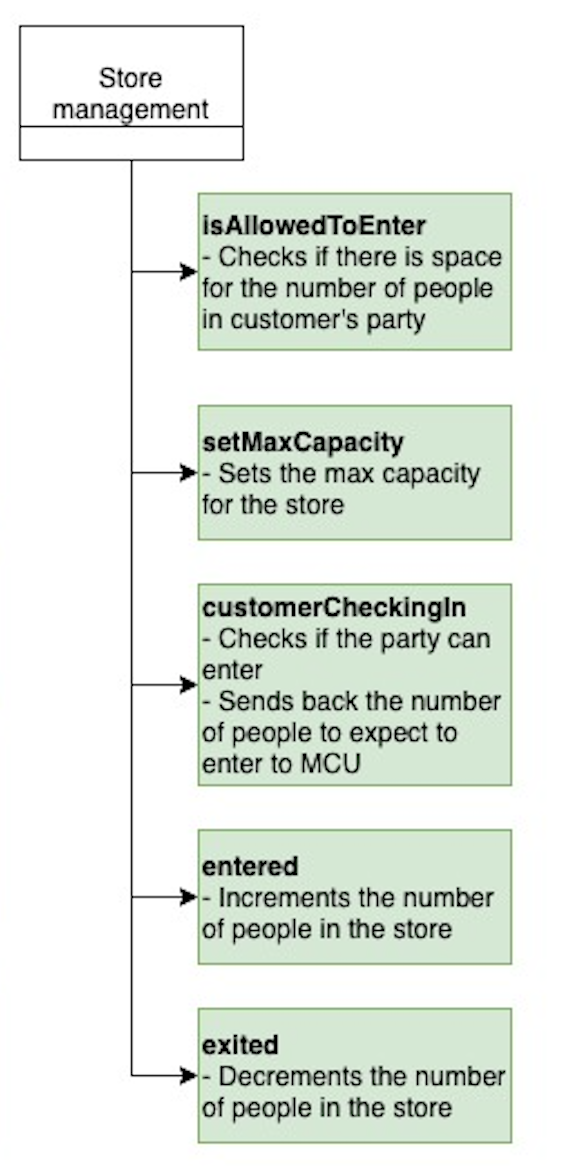 Store
management
isAllowedToEnter
- Checks if there is space
for the number of people
in customer's party
setMaxCapacity
- Sets the max capacity
for the store
customerCheckingIn
- Checks if the party can
enter
- Sends back the number
of people to expect to
enter to MCU
entered
- Increments the number
of people in the store
exited
- Decrements the number
of people in the store